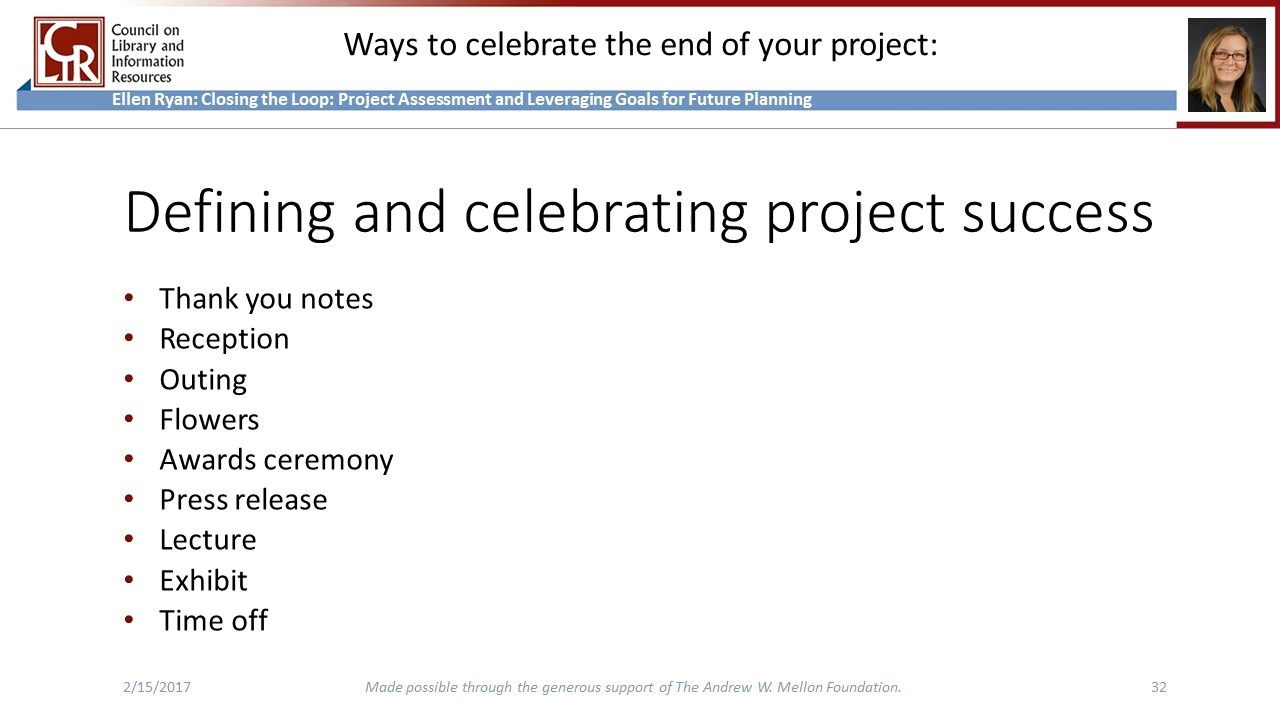 CLIR
Council on
Library and
Information
Resources
Ways to celebrate the end of your project:
Ellen Ryan: Closing the Loop: Project Assessment and Leveraging Goals for Future Planning
Defining and celebrating project success
• Thank you notes
• Reception
• Outing
• Flowers
• Awards ceremony
• Press release
• Lecture
• Exhibit
• Time off
2/15/2017
Made possible through the generous support of The Andrew W. Mellon Foundation.
32